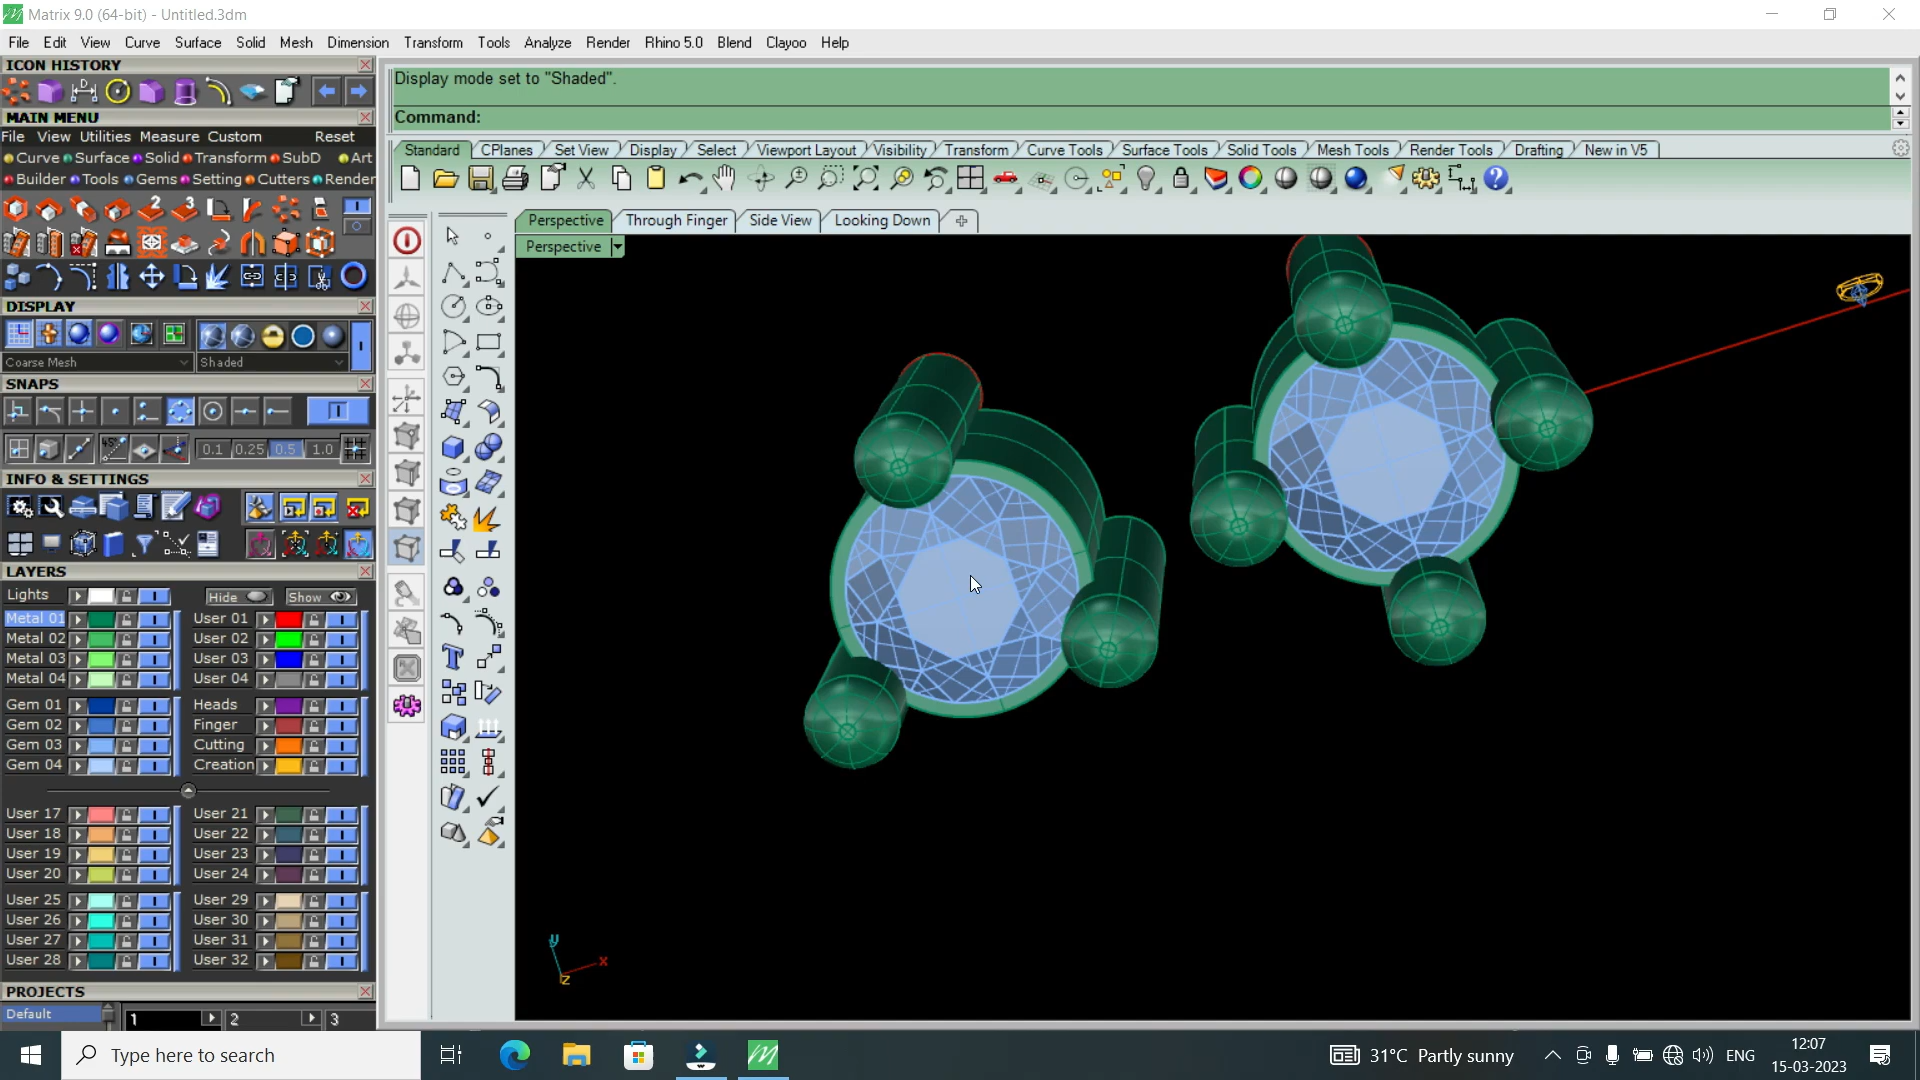 Matrix 9.0 (64-bit) - Untitled.3dm
File Edit View Curve Surface Solid Mesh Dimension Transform Tools Analyze Render Rhino 5.0 Blend Clayoo Help
ICON HISTORY
Display mode set to "Shaded".
MAIN MENU
Command:
File View Utilities Measure Custom Reset
Standard CPlanes Set View Display Select Viewport Layout Visibility Transform Curve Tools Surface Tools Solid Tools Mesh Tools Render Tools Drafting New in V5
Curve Surface Solid Transform SubD Art
Builder Tools Gems Setting Cutters Render
Perspective Through Finger Side View Looking Down
Perspective
DISPLAY
Coarse Mesh Shaded
SNAPS
0.1 0.25 0.5 1.0
INFO & SETTINGS
LAYERS
Lights Hide Show
Metal 01 User 01
Metal 02 User 02
Metal 03 User 03
Metal 04 User 04
Gem 01 Heads
Gem 02 Finger
Gem 03 Cutting
Gem 04 Creation
User 17 User 21
User 18 User 22
User 19 User 23
User 20 User 24
User 25 User 29
User 26 User 30
User 27 User 31
User 28 User 32
y
x
z
PROJECTS
Default 1 2 3
Type here to search
31°C Partly sunny
ENG
12:07
15-03-2023